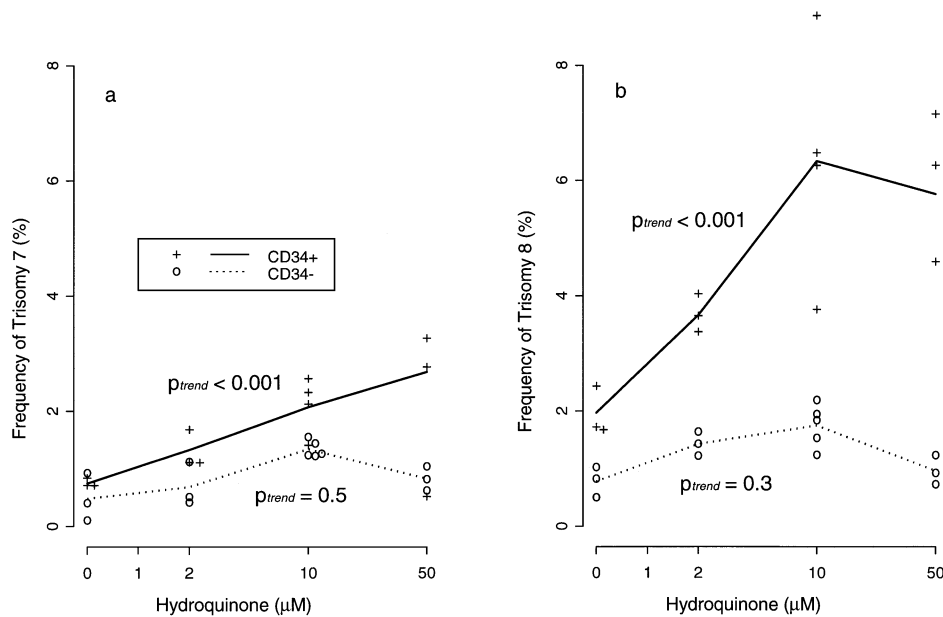 a
8
6
4
2
0
Frequency of Trisomy 7 (%)
+ CD34+
o CD34-
ptrend < 0.001
ptrend = 0.5
0 1 2 10 50
Hydroquinone (µM)
b
8
6
4
2
0
Frequency of Trisomy 8 (%)
ptrend < 0.001
ptrend = 0.3
0 1 2 10 50
Hydroquinone (µM)